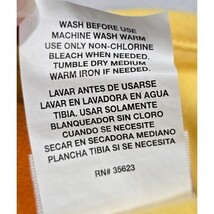 WASH BEFORE USE
MACHINE WASH WARM
USE ONLY NON-CHLORINE
BLEACH WHEN NEEDED.
TUMBLE DRY MEDIUM
WARM IRON IF NEEDED.
LAVAR ANTES DE USARSE
LAVAR EN LAVADORA EN AGUA
TIBIA. USAR SOLAMENTE
BLANQUEADOR SIN CLORO
CUANDO SE NECESITE
SECAR EN SECADORA MEDIANO
PLANCHA TIBIA SI SE NECESITA.
RN# 35623